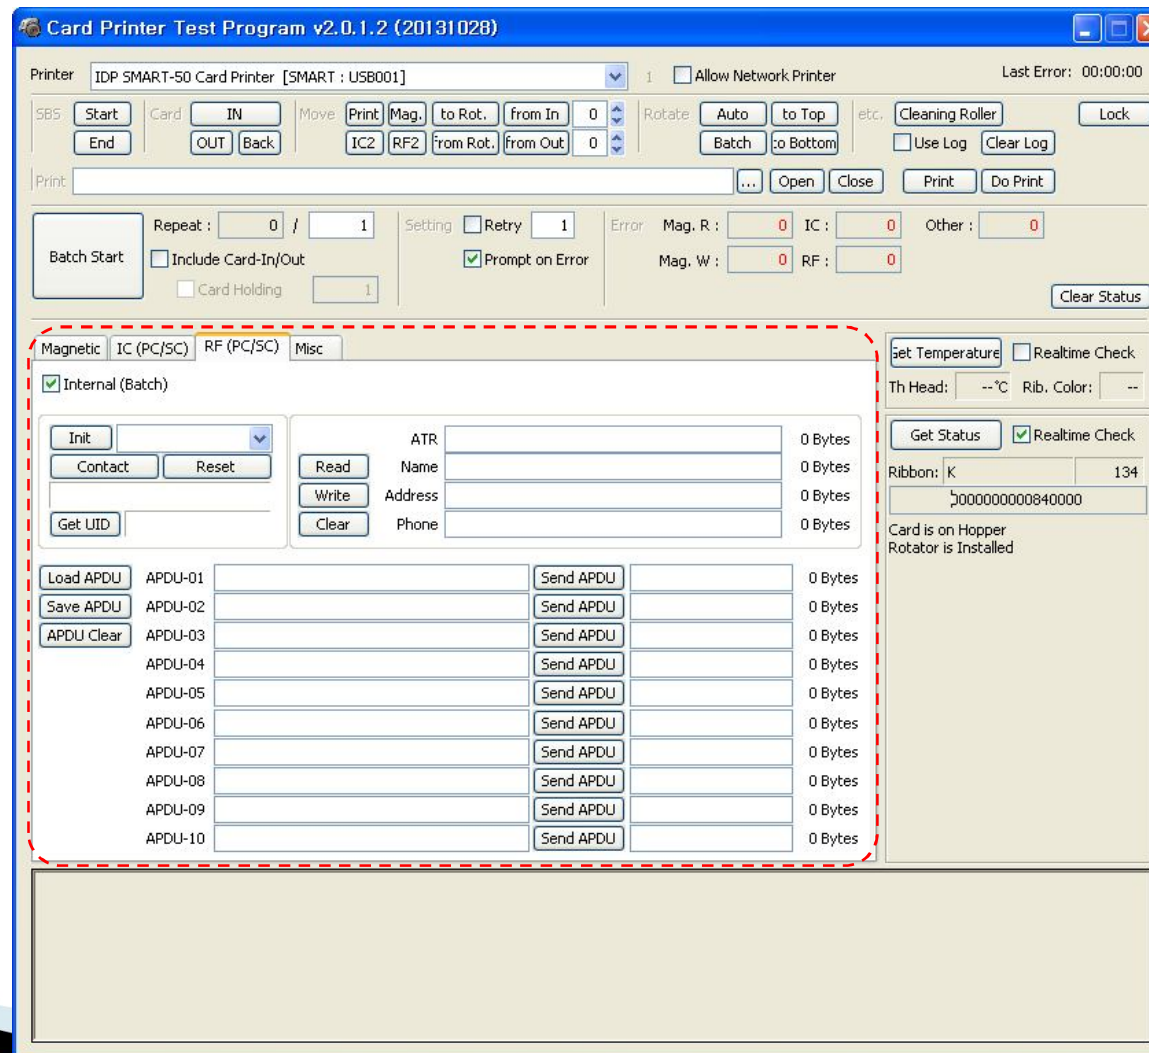 Card Printer Test Program v2.0.1.2 (20131028)
Printer IDP SMART-50 Card Printer [SMART : USB001] 1 Allow Network Printer Last Error: 00:00:00
SBS Start Card IN Move Print Mag. to Rot. from In 0 Rotate Auto to Top etc. Cleaning Roller Lock
End OUT Back IC2 RF2 from Rot. from Out 0 Batch to Bottom Use Log Clear Log
Print ... Open Close Print Do Print
Batch Start Repeat : 0 / 1 Setting Retry 1 Error Mag. R : 0 IC : 0 Other : 0
Include Card-In/Out Prompt on Error Mag. W : 0 RF : 0
Card Holding 1
Clear Status
Magnetic IC (PC/SC) RF (PC/SC) Misc
Internal (Batch)
Init ATR 0 Bytes
Contact Reset Read Name 0 Bytes
Write Address 0 Bytes
Get UID Clear Phone 0 Bytes
Load APDU APDU-01 Send APDU 0 Bytes
Save APDU APDU-02 Send APDU 0 Bytes
APDU Clear APDU-03 Send APDU 0 Bytes
APDU-04 Send APDU 0 Bytes
APDU-05 Send APDU 0 Bytes
APDU-06 Send APDU 0 Bytes
APDU-07 Send APDU 0 Bytes
APDU-08 Send APDU 0 Bytes
APDU-09 Send APDU 0 Bytes
APDU-10 Send APDU 0 Bytes
Get Temperature Realtime Check
Th Head: --°C Rib. Color: --
Get Status Realtime Check
Ribbon: K 134
000000000840000
Card is on Hopper
Rotator is Installed